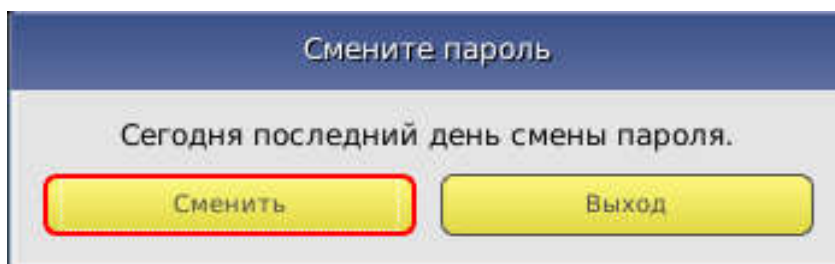 Смените пароль
Сегодня последний день смены пароля.
Сменить
Выход